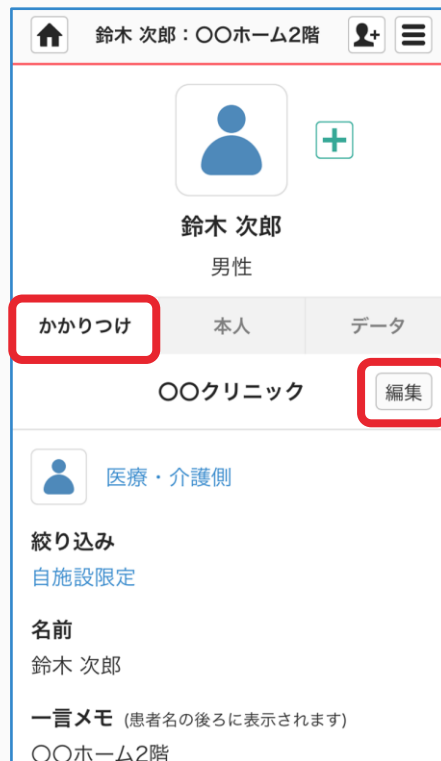 鈴木 次郎：〇〇ホーム2階
鈴木 次郎
男性
かかりつけ 本人 データ
〇〇クリニック 編集
医療・介護側
絞り込み
自施設限定
名前
鈴木 次郎
一言メモ (患者名の後ろに表示されます)
〇〇ホーム2階